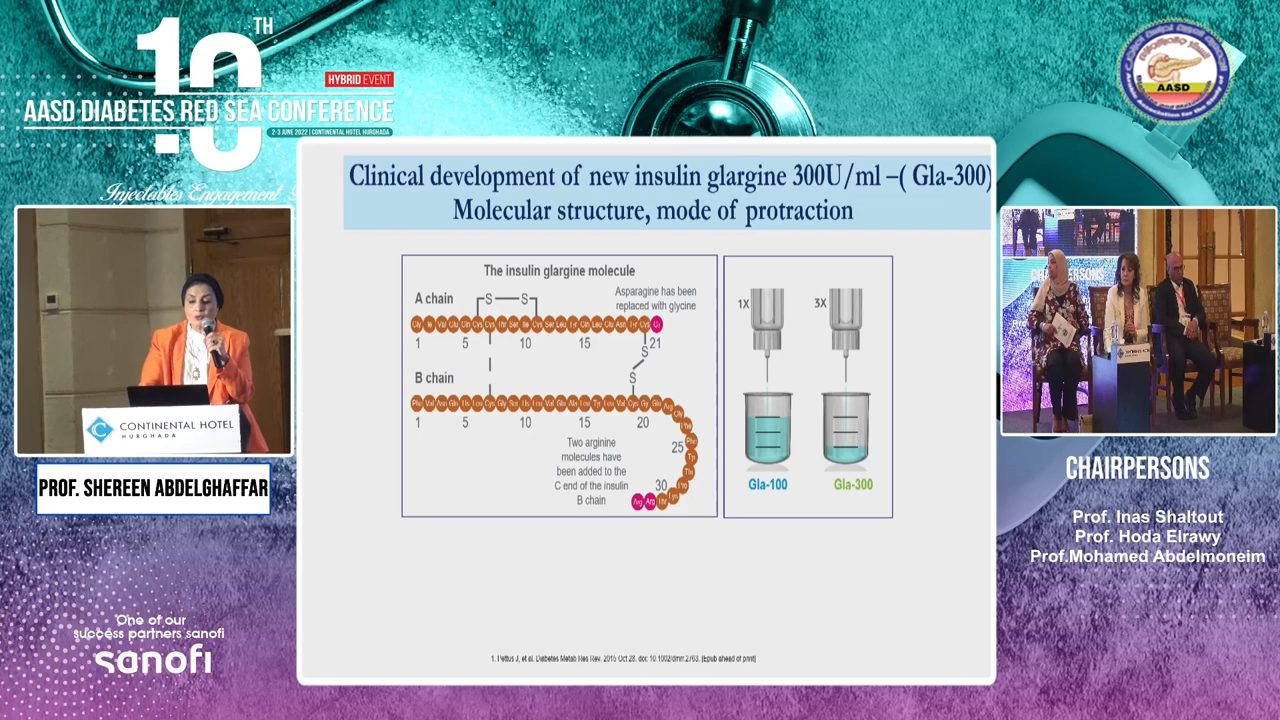 10TH
HYBRID EVENT
AASD DIABETES RED SEA CONFERENCE
2-3 JUNE 2022 | CONTINENTAL HOTEL HURGHADA
Injectables Engagement
AASD
Clinical development of new insulin glargine 300U/ml –( Gla-300)
Molecular structure, mode of protraction
The insulin glargine molecule
Asparagine has been
replaced with glycine
A chain
S
S
1
5
10
15
21
S
S
B chain
1
5
10
15
20
25
30
Two arginine
molecules have
been added to the
C end of the insulin
B chain
1X
3X
Gla-100
Gla-300
1. Pettus J, et al. Diabetes Metab Res Rev. 2015 Oct 28. doi: 10.1002/dmrr.2763. [Epub ahead of print]
CONTINENTAL HOTEL
HURGHADA
PROF. SHEREEN ABDELGHAFFAR
CHAIRPERSONS
Prof. Inas Shaltout
Prof. Hoda Elrawy
Prof.Mohamed Abdelmoneim
One of our
success partners sanofi
sanofi